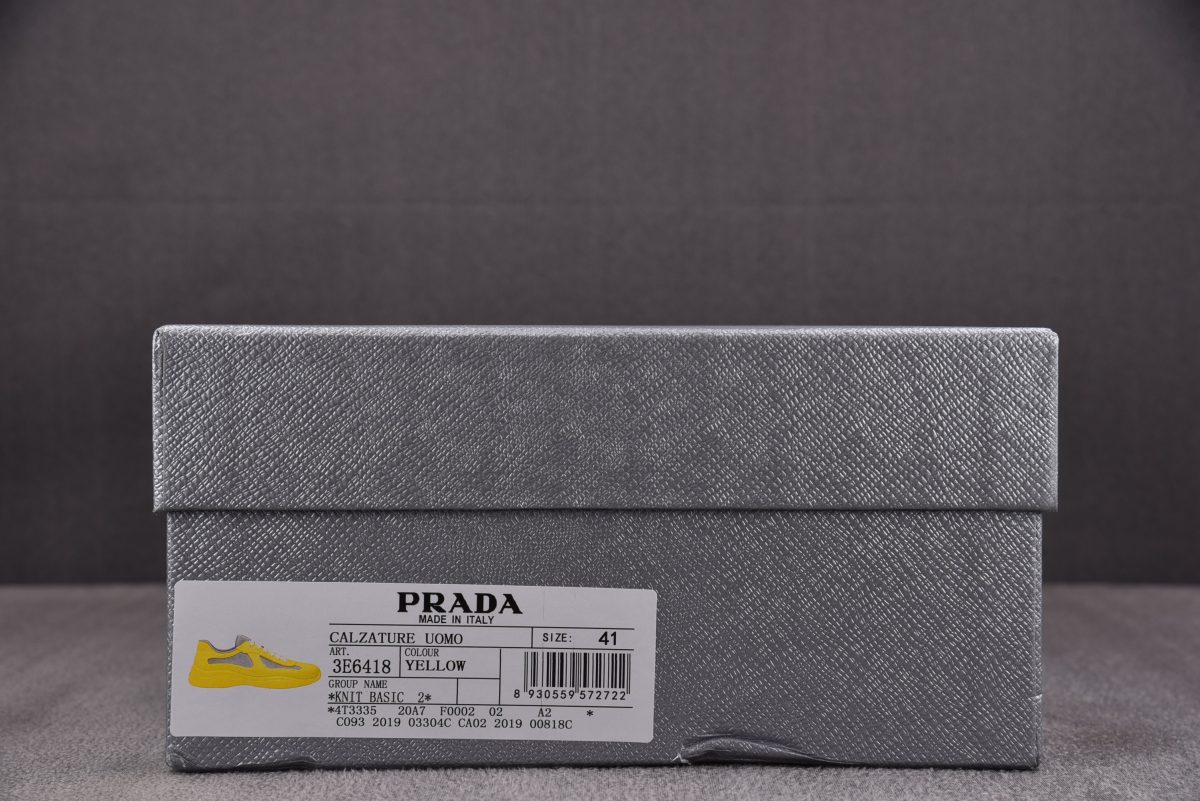 PRADA
MADE IN ITALY
CALZATURE UOMO SIZE: 41
ART. COLOUR
3E6418 YELLOW
GROUP NAME
*KNIT BASIC 2*
8 930559 572722
*4T3335 20A7 F0002 02 A2 *
C093 2019 03304C CA02 2019 00818C